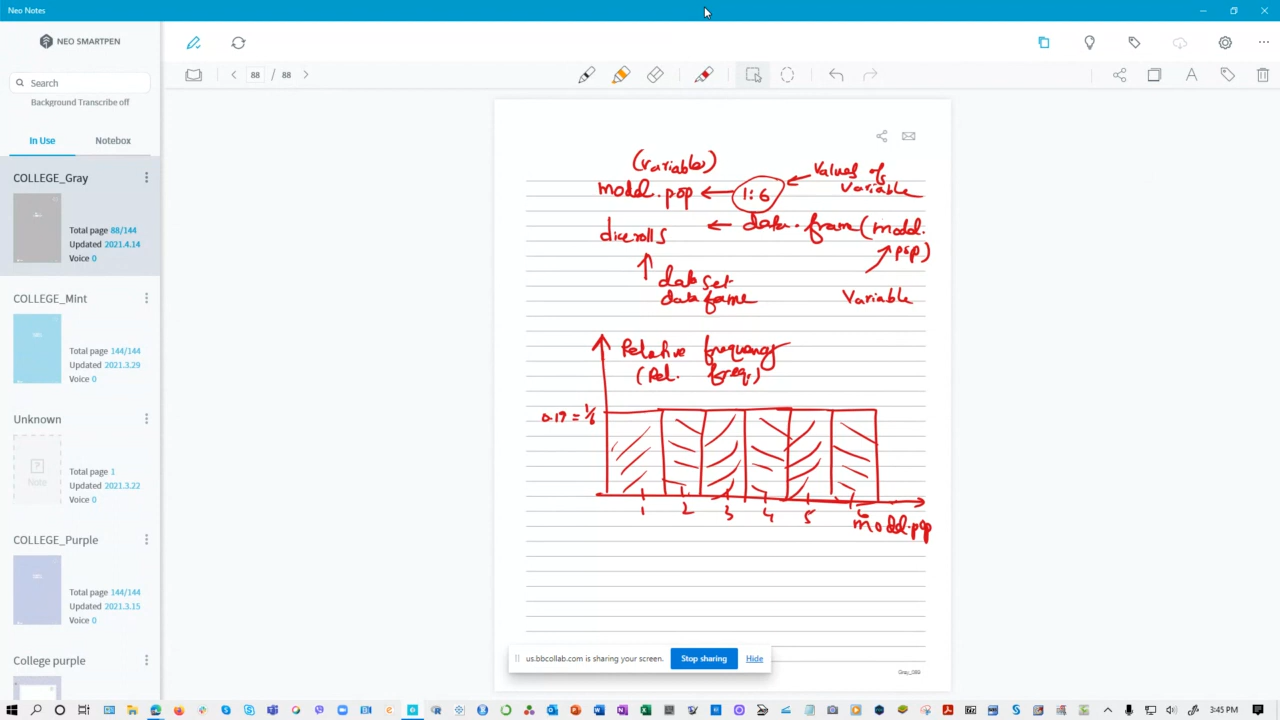 Neo Notes
NEO SMARTPEN
Search
Background Transcribe off
In Use
Notebox
COLLEGE_Gray
Total page 88/144
Updated 2021.4.14
Voice 0
COLLEGE_Mint
Total page 144/144
Updated 2021.3.29
Voice 0
Unknown
Note
Total page 1
Updated 2021.3.22
Voice 0
COLLEGE_Purple
Total page 144/144
Updated 2021.3.15
Voice 0
College purple
88 / 88
(variable)
model.pop ← 1:6 ← Values of
variable
dice rolls ← data.frame(model.
pop)
data set
data frame
Variable
Relative frequency
(Rel. freq.)
0.17 = 1/6
1 2 3 4 5 6
model.pop
us.bbcollab.com is sharing your screen.
Stop sharing
Hide
3:45 PM